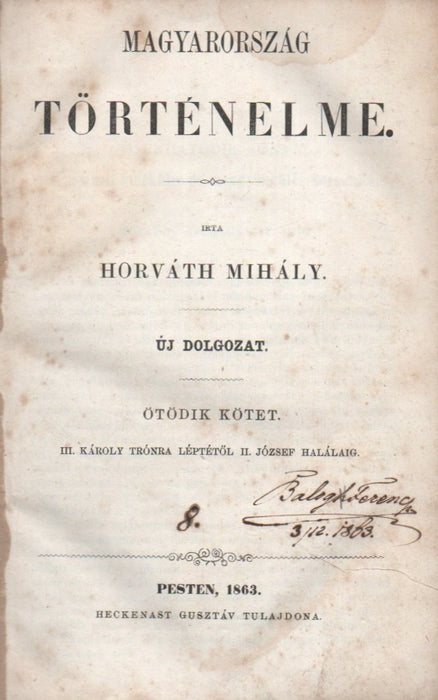 MAGYARORSZÁG
TÖRTÉNELME.
IRTA
HORVÁTH MIHÁLY.
ÚJ DOLGOZAT.
ÖTÖDIK KÖTET.
III. KÁROLY TRÓNRA LÉPTÉTŐL II. JÓZSEF HALÁLAIG.
Balogh Ferenc
8.
3/12. 1863.
PESTEN, 1863.
HECKENAST GUSZTÁV TULAJDONA.